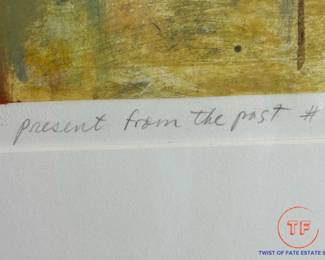 present from the past #
TF
TWIST OF FATE ESTATE S